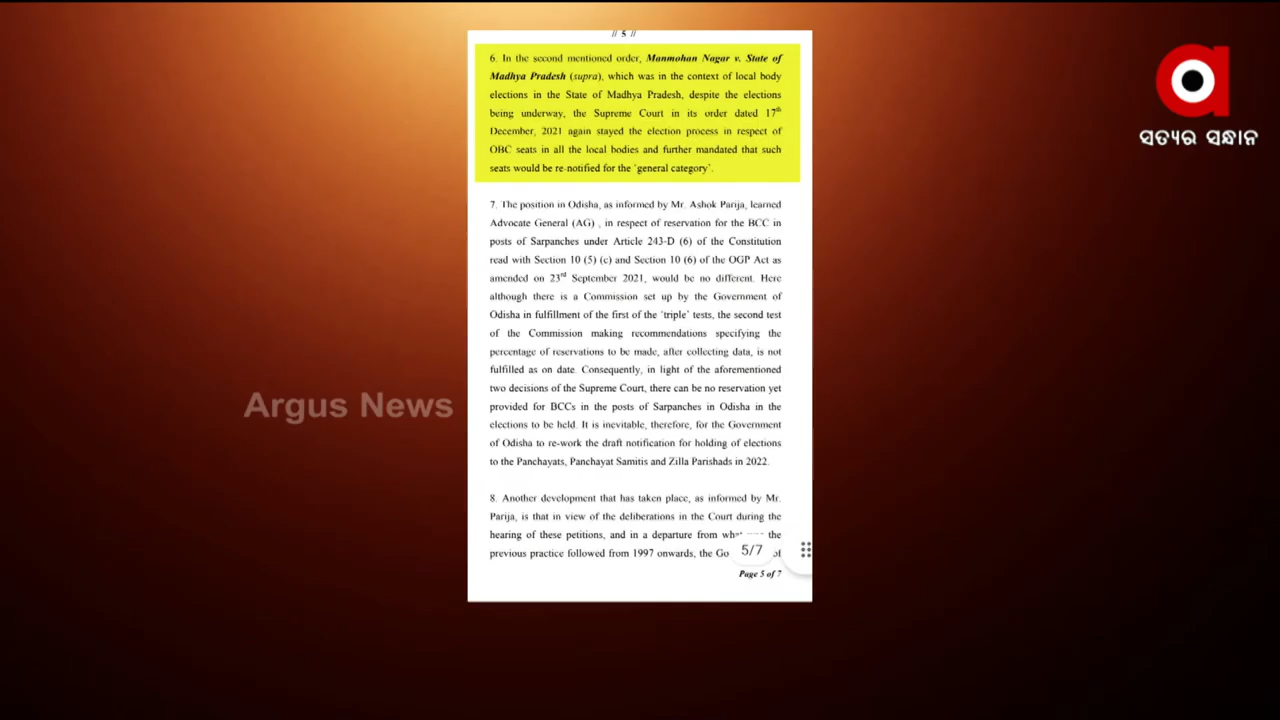 // 5 //
6. In the second mentioned order, Manmohan Nagar v. State of
Madhya Pradesh (supra), which was in the context of local body
elections in the State of Madhya Pradesh, despite the elections
being underway, the Supreme Court in its order dated 17th
December, 2021 again stayed the election process in respect of
OBC seats in all the local bodies and further mandated that such
seats would be re-notified for the ‘general category’.
7. The position in Odisha, as informed by Mr. Ashok Parija, learned
Advocate General (AG) , in respect of reservation for the BCC in
posts of Sarpanches under Article 243-D (6) of the Constitution
read with Section 10 (5) (c) and Section 10 (6) of the OGP Act as
amended on 23rd September 2021, would be no different. Here
although there is a Commission set up by the Government of
Odisha in fulfillment of the first of the ‘triple’ tests, the second test
of the Commission making recommendations specifying the
percentage of reservations to be made, after collecting data, is not
fulfilled as on date. Consequently, in light of the aforementioned
two decisions of the Supreme Court, there can be no reservation yet
provided for BCCs in the posts of Sarpanches in Odisha in the
elections to be held. It is inevitable, therefore, for the Government
of Odisha to re-work the draft notification for holding of elections
to the Panchayats, Panchayat Samitis and Zilla Parishads in 2022.
8. Another development that has taken place, as informed by Mr.
Parija, is that in view of the deliberations in the Court during the
hearing of these petitions, and in a departure from the
previous practice followed from 1997 onwards, the of
5/7
Page 5 of 7
Argus News
ସତ୍ୟର ସନ୍ଧାନ